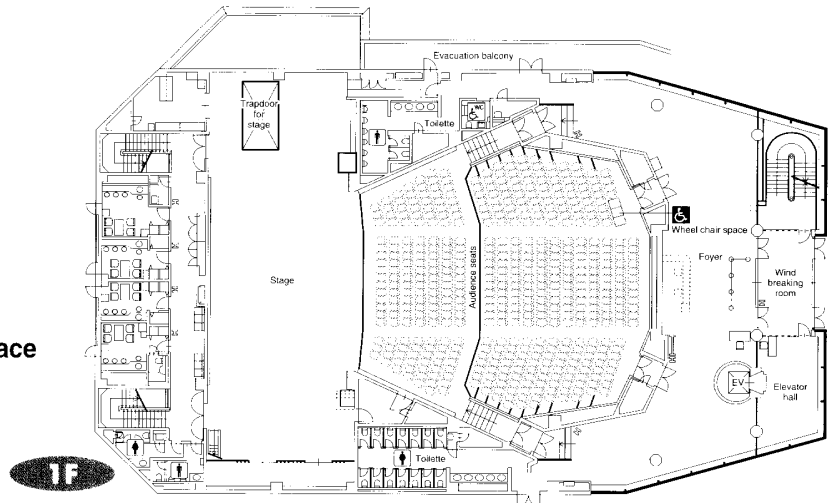 Evacuation balcony
Trapdoor
for
stage
WC
Toilette
Wheel chair space
Foyer
Wind
breaking
room
Stage
Audience seats
ace
EV
Elevator
hall
Toilette
1F